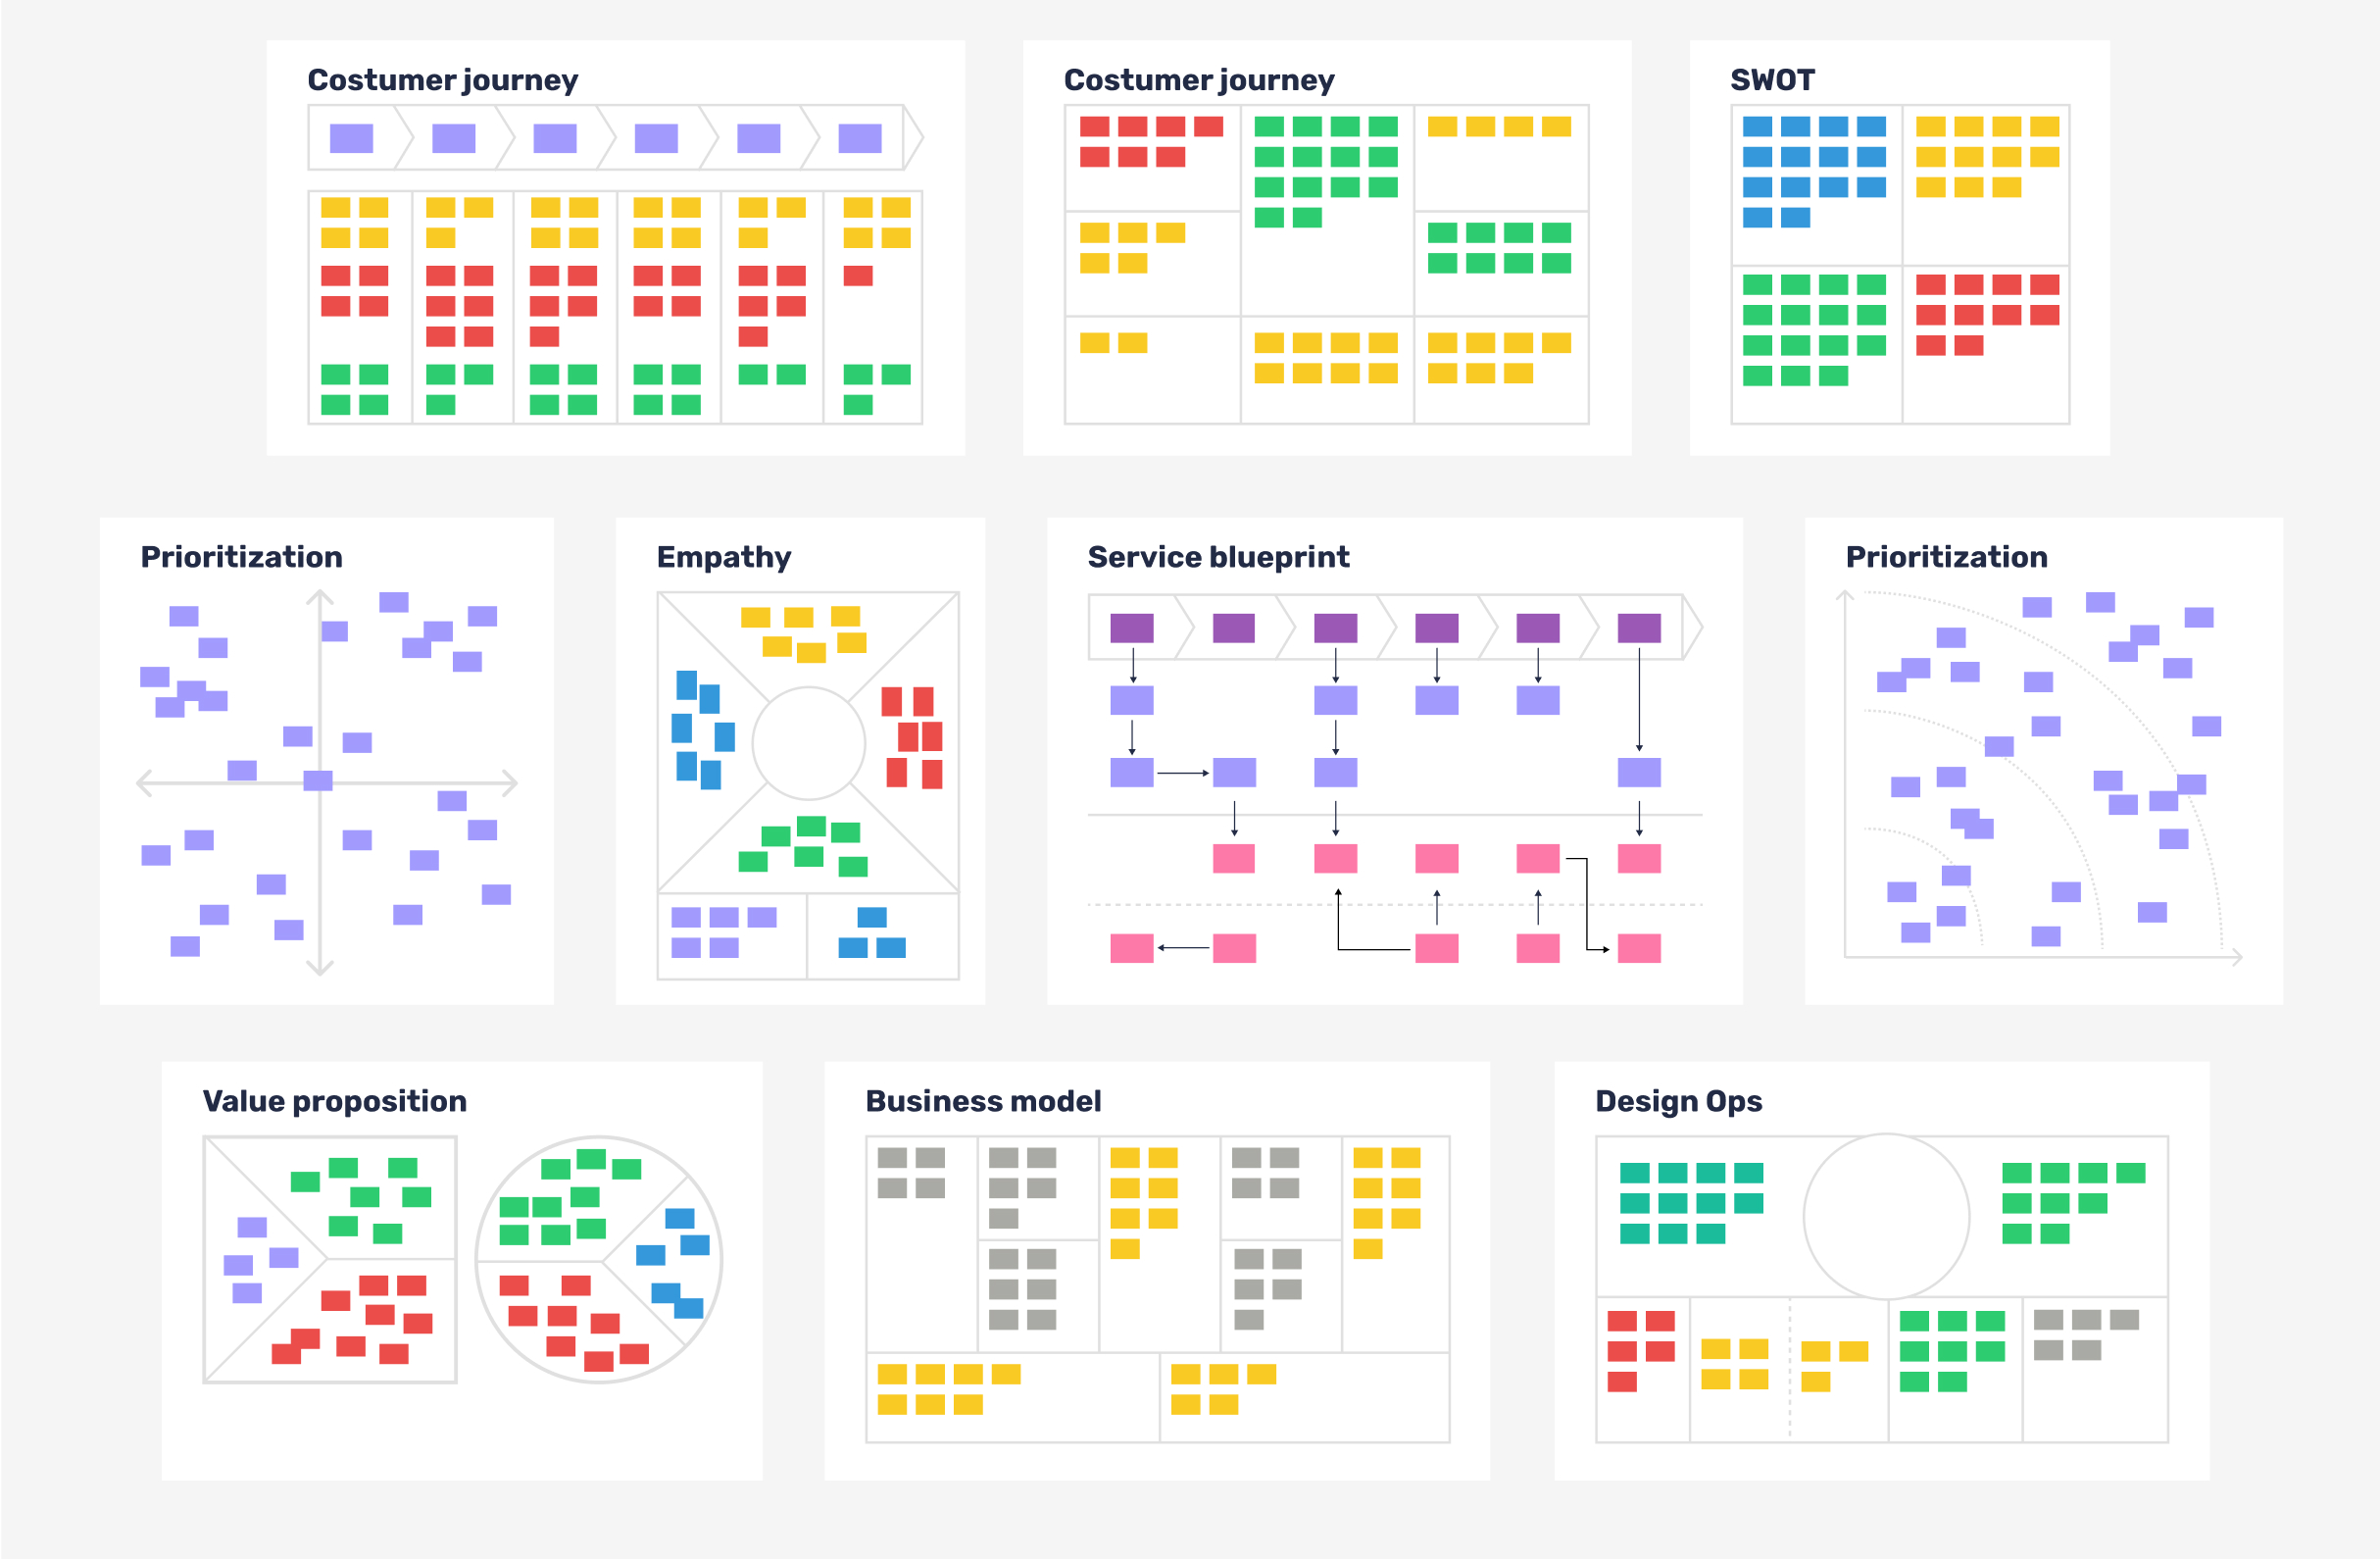 Costumer journey
Costumer journey
SWOT
Prioritization
Empathy
Service blueprint
Prioritization
Value proposition
Business model
Design Ops